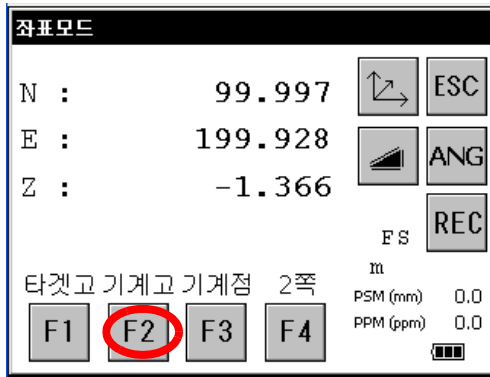 좌표모드
N : 99.997
E : 199.928
Z : -1.366
ESC
ANG
REC
FS
m
PSM (mm) 0.0
PPM (ppm) 0.0
타겟고 기계고 기계점 2쪽
F1 F2 F3 F4